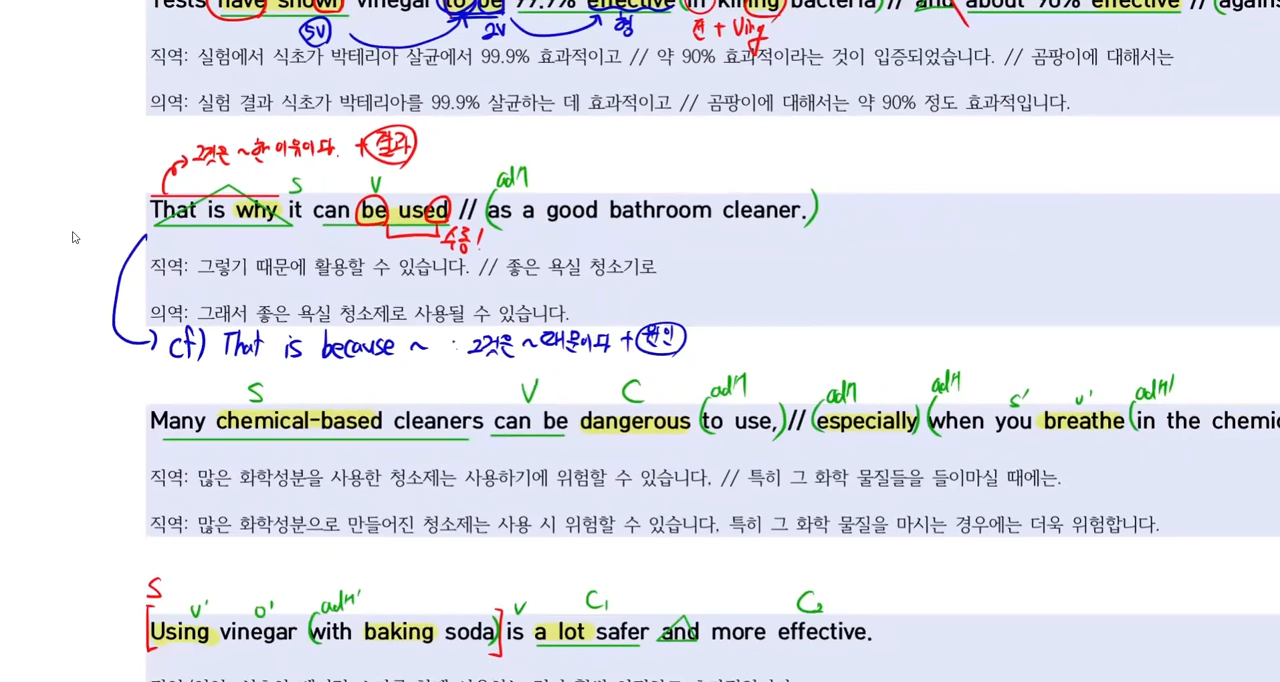 Tests have shown vinegar (to be 99.9% effective (in killing bacteria) // and about 90% effective // (agains
5V 2V 형 전 + Ving
직역: 실험에서 식초가 박테리아 살균에서 99.9% 효과적이고 // 약 90% 효과적이라는 것이 입증되었습니다. // 곰팡이에 대해서는
의역: 실험 결과 식초가 박테리아를 99.9% 살균하는 데 효과적이고 // 곰팡이에 대해서는 약 90% 정도 효과적입니다.
그것은 ~한 이유이다. + 결과
S V adM
That is why it can be used // (as a good bathroom cleaner.)
수동!
직역: 그렇기 때문에 활용할 수 있습니다. // 좋은 욕실 청소기로
의역: 그래서 좋은 욕실 청소제로 사용될 수 있습니다.
cf) That is because ~ : 그것은 ~때문이다 + 원인
S V C adM adM adM s' v' adM'
Many chemical-based cleaners can be dangerous (to use,) // (especially) (when you breathe (in the chemic
직역: 많은 화학성분을 사용한 청소제는 사용하기에 위험할 수 있습니다, // 특히 그 화학 물질들을 들이마실 때에는.
직역: 많은 화학성분으로 만들어진 청소제는 사용 시 위험할 수 있습니다, 특히 그 화학 물질을 마시는 경우에는 더욱 위험합니다.
S v' o' adM' v C1 C2
[Using vinegar (with baking soda)] is a lot safer and more effective.